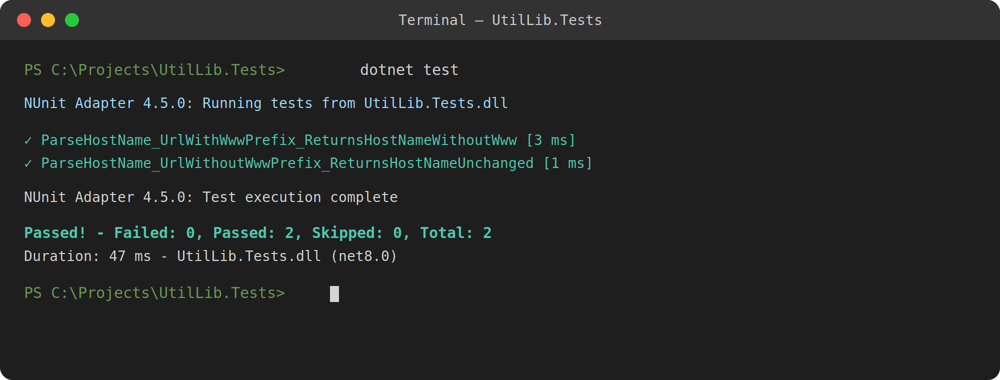 Terminal — UtilLib.Tests
PS C:\Projects\UtilLib.Tests> dotnet test
NUnit Adapter 4.5.0: Running tests from UtilLib.Tests.dll
✓ ParseHostName_UrlWithWwwPrefix_ReturnsHostNameWithoutWww [3 ms]
✓ ParseHostName_UrlWithoutWwwPrefix_ReturnsHostNameUnchanged [1 ms]
NUnit Adapter 4.5.0: Test execution complete
Passed! - Failed: 0, Passed: 2, Skipped: 0, Total: 2
Duration: 47 ms - UtilLib.Tests.dll (net8.0)
PS C:\Projects\UtilLib.Tests>